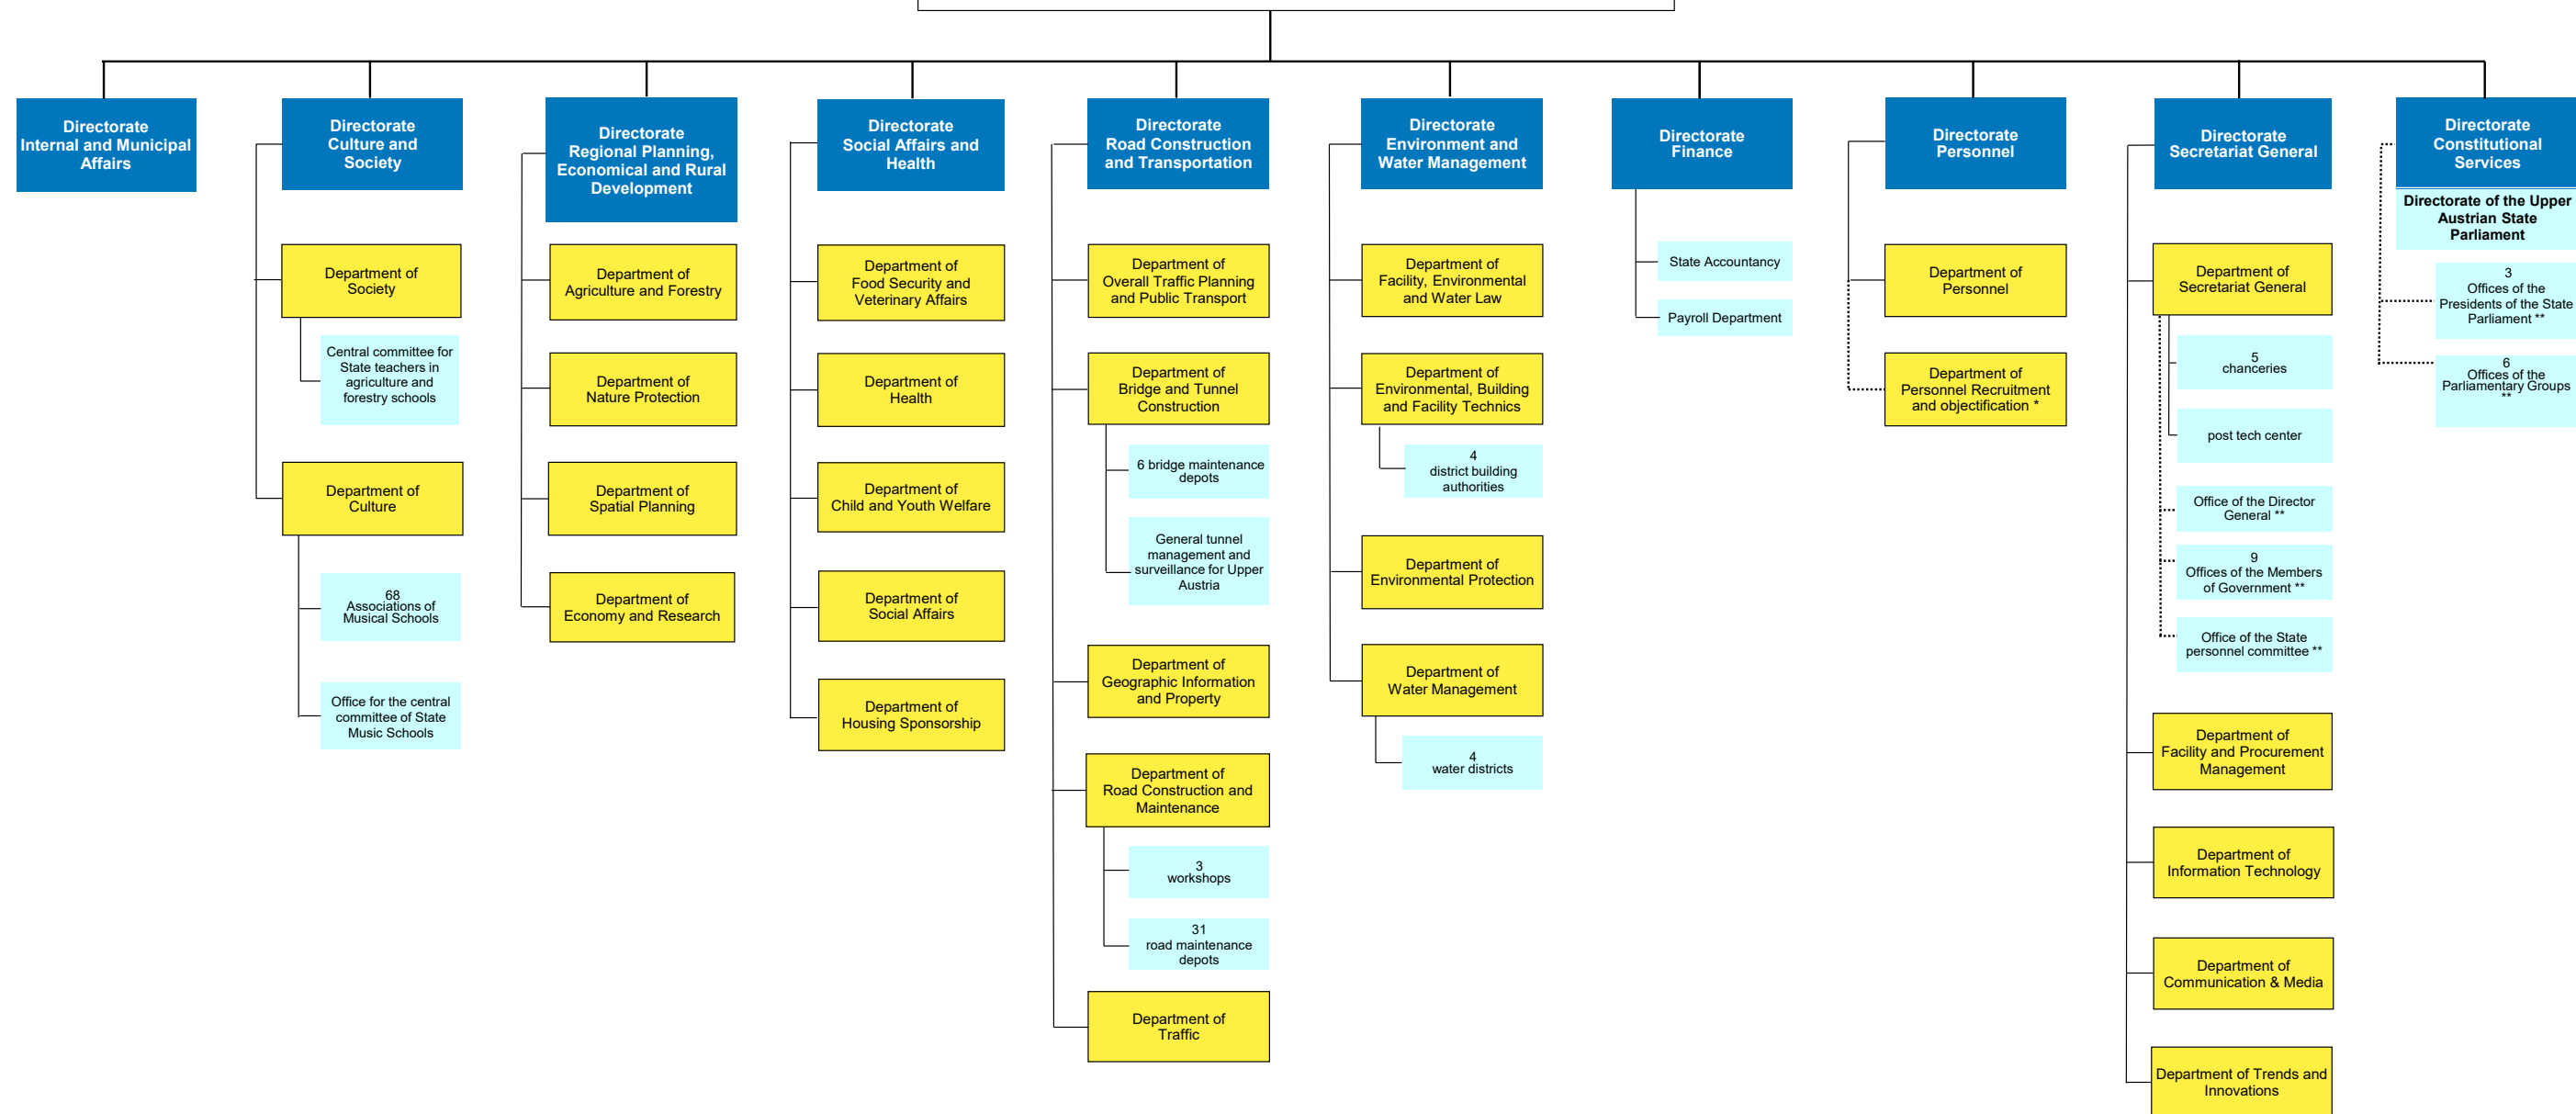 Directorate
Internal and Municipal
Affairs
Directorate
Culture and
Society
Department of
Society
Central committee for
State teachers in
agriculture and
forestry schools
Department of
Culture
68
Associations of
Musical Schools
Office for the central
committee of State
Music Schools
Directorate
Regional Planning,
Economical and Rural
Development
Department of
Agriculture and Forestry
Department of
Nature Protection
Department of
Spatial Planning
Department of
Economy and Research
Directorate
Social Affairs and
Health
Department of
Food Security and
Veterinary Affairs
Department of
Health
Department of
Child and Youth Welfare
Department of
Social Affairs
Department of
Housing Sponsorship
Directorate
Road Construction
and Transportation
Department of
Overall Traffic Planning
and Public Transport
Department of
Bridge and Tunnel
Construction
6 bridge maintenance
depots
General tunnel
management and
surveillance for Upper
Austria
Department of
Geographic Information
and Property
Department of
Road Construction and
Maintenance
3
workshops
31
road maintenance
depots
Department of
Traffic
Directorate
Environment and
Water Management
Department of
Facility, Environmental
and Water Law
Department of
Environmental, Building
and Facility Technics
4
district building
authorities
Department of
Environmental Protection
Department of
Water Management
4
water districts
Directorate
Finance
State Accountancy
Payroll Department
Directorate
Personnel
Department of
Personnel
Department of
Personnel Recruitment
and objectification *
Directorate
Secretariat General
Department of
Secretariat General
5
chanceries
post tech center
Office of the Director
General **
9
Offices of the Members
of Government **
Office of the State
personnel committee **
Department of
Facility and Procurement
Management
Department of
Information Technology
Department of
Communication & Media
Department of Trends and
Innovations
Directorate
Constitutional
Services
Directorate of the Upper
Austrian State
Parliament
3
Offices of the
Presidents of the State
Parliament **
6
Offices of the
Parliamentary Groups
**